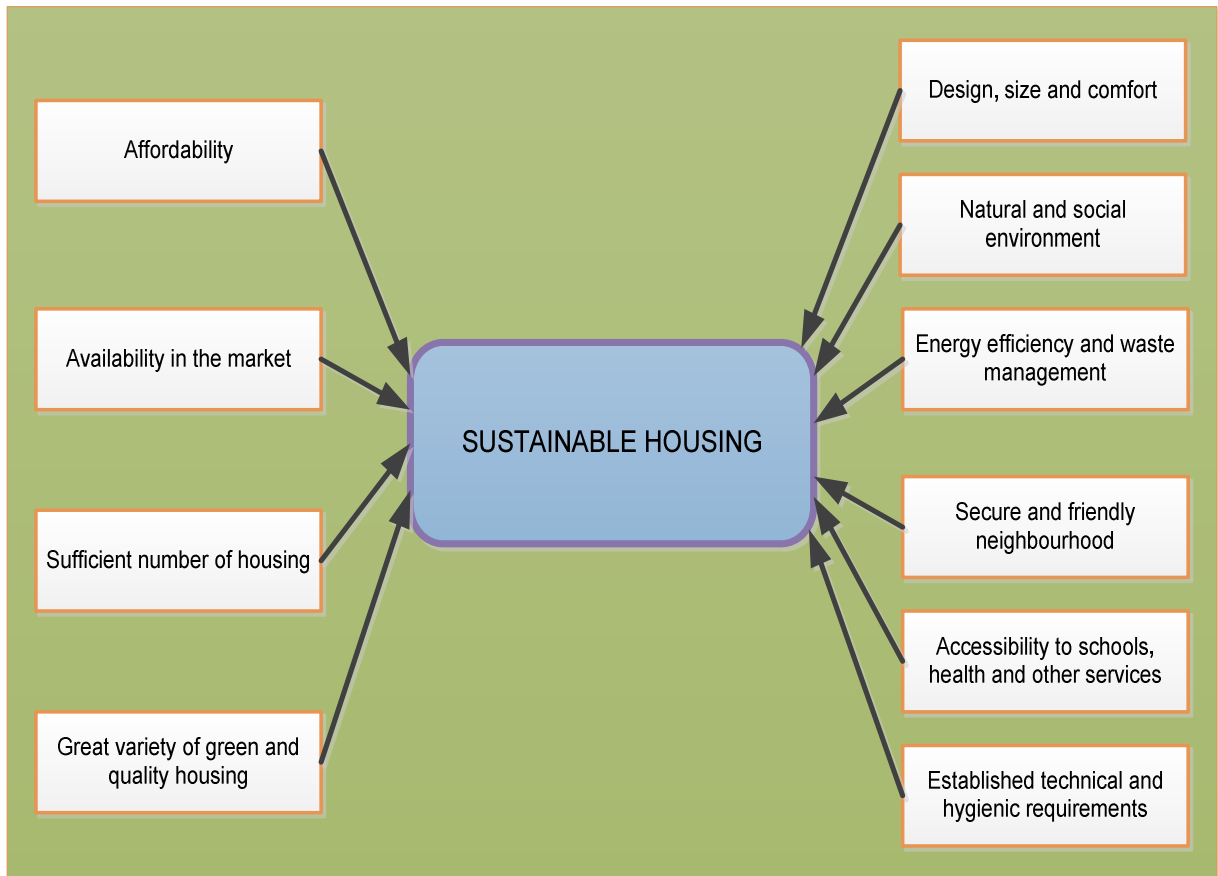 Affordability
Availability in the market
Sufficient number of housing
Great variety of green and
quality housing
SUSTAINABLE HOUSING
Design, size and comfort
Natural and social
environment
Energy efficiency and waste
management
Secure and friendly
neighbourhood
Accessibility to schools,
health and other services
Established technical and
hygienic requirements